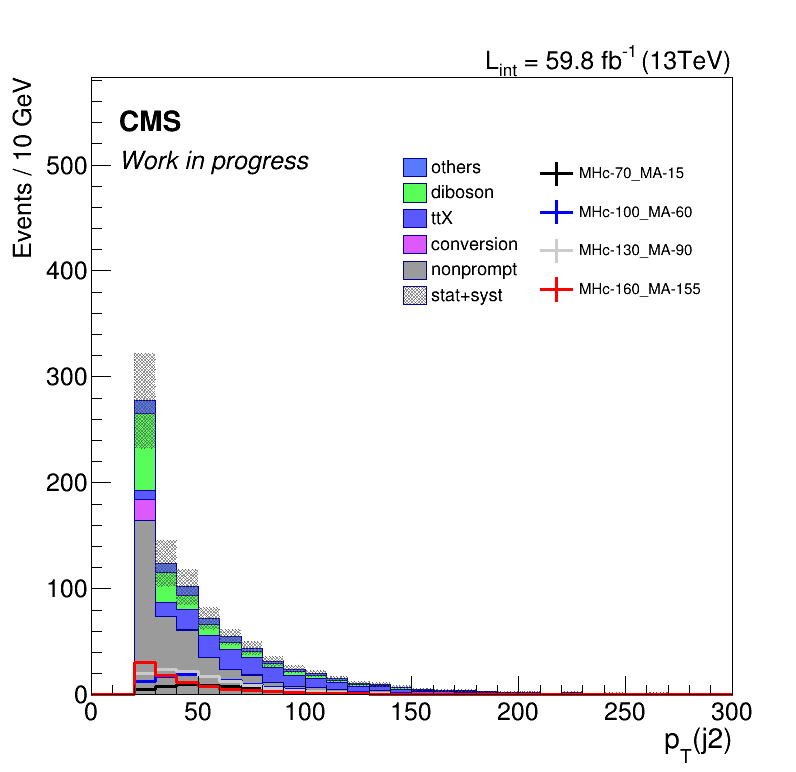 L_int = 59.8 fb^-1 (13TeV)
Events / 10 GeV
CMS
Work in progress
others
diboson
ttX
conversion
nonprompt
stat+syst
MHc-70_MA-15
MHc-100_MA-60
MHc-130_MA-90
MHc-160_MA-155
500
400
300
200
100
0
0 50 100 150 200 250 300
p_T(j2)